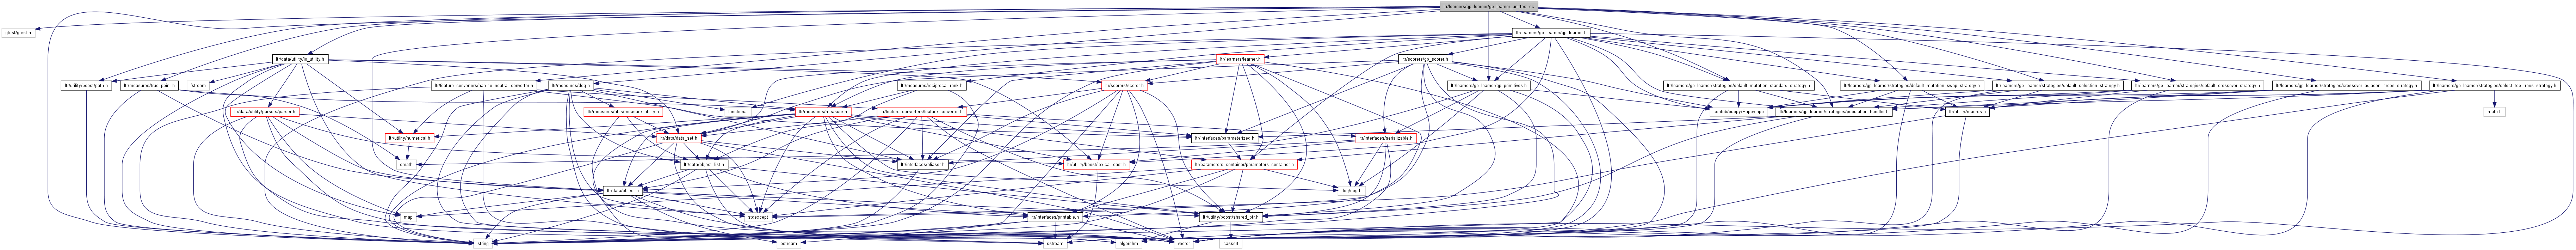 ltr/learners/gp_learner/gp_learner_unittest.cc
gtest/gtest.h
ltr/learners/gp_learner/gp_learner.h
ltr/data/utility/io_utility.h
ltr/learners/learner.h
ltr/scorers/gp_scorer.h
ltr/utility/boost/path.h
ltr/measures/true_point.h
fstream
ltr/feature_converters/nan_to_neutral_converter.h
ltr/measures/dcg.h
ltr/measures/reciprocal_rank.h
ltr/scorers/scorer.h
ltr/learners/gp_learner/gp_primitives.h
ltr/learners/gp_learner/strategies/default_mutation_standard_strategy.h
ltr/learners/gp_learner/strategies/default_mutation_swap_strategy.h
ltr/learners/gp_learner/strategies/default_selection_strategy.h
ltr/learners/gp_learner/strategies/default_crossover_strategy.h
ltr/learners/gp_learner/strategies/crossover_adjacent_trees_strategy.h
ltr/learners/gp_learner/strategies/select_top_trees_strategy.h
ltr/data/utility/parsers/parser.h
ltr/measures/utils/measure_utility.h
functional
ltr/measures/measure.h
ltr/feature_converters/feature_converter.h
contrib/puppy/Puppy.hpp
ltr/learners/gp_learner/strategies/population_handler.h
ltr/utility/macros.h
math.h
ltr/utility/numerical.h
ltr/data/data_set.h
ltr/interfaces/parameterized.h
ltr/interfaces/serializable.h
cmath
ltr/data/object_list.h
ltr/interfaces/aliaser.h
ltr/utility/boost/lexical_cast.h
ltr/parameters_container/parameters_container.h
ltr/data/object.h
rlog/rlog.h
map
stdexcept
ltr/interfaces/printable.h
ltr/utility/boost/shared_ptr.h
string
ostream
sstream
algorithm
vector
cassert